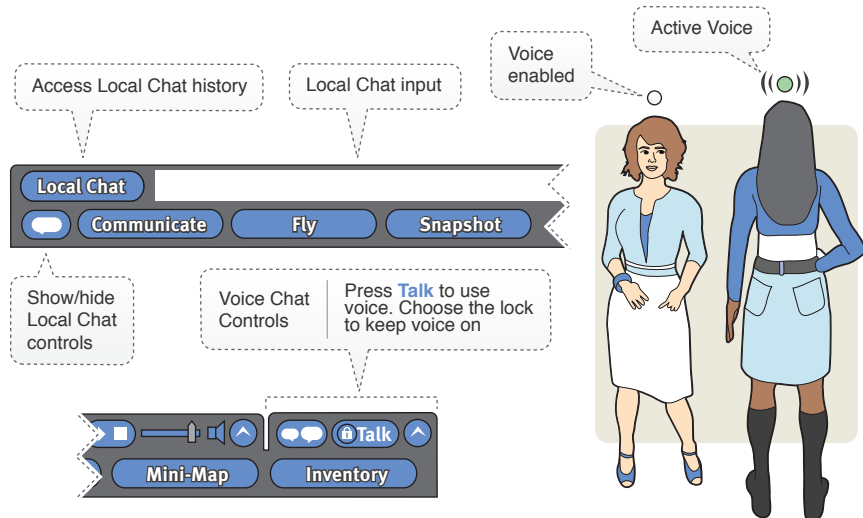 Active Voice
Voice
enabled
Access Local Chat history
Local Chat input
Local Chat
Communicate
Fly
Snapshot
Show/hide
Local Chat
controls
Voice Chat
Controls
Press Talk to use
voice. Choose the lock
to keep voice on
Talk
Mini-Map
Inventory